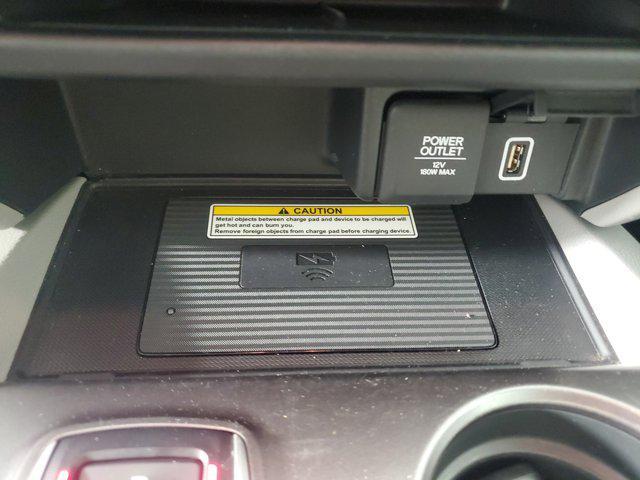 POWER
OUTLET
12V
180W MAX
CAUTION
Metal objects between charge pad and device to be charged will
get hot and can burn you.
Remove foreign objects from charge pad before charging device.